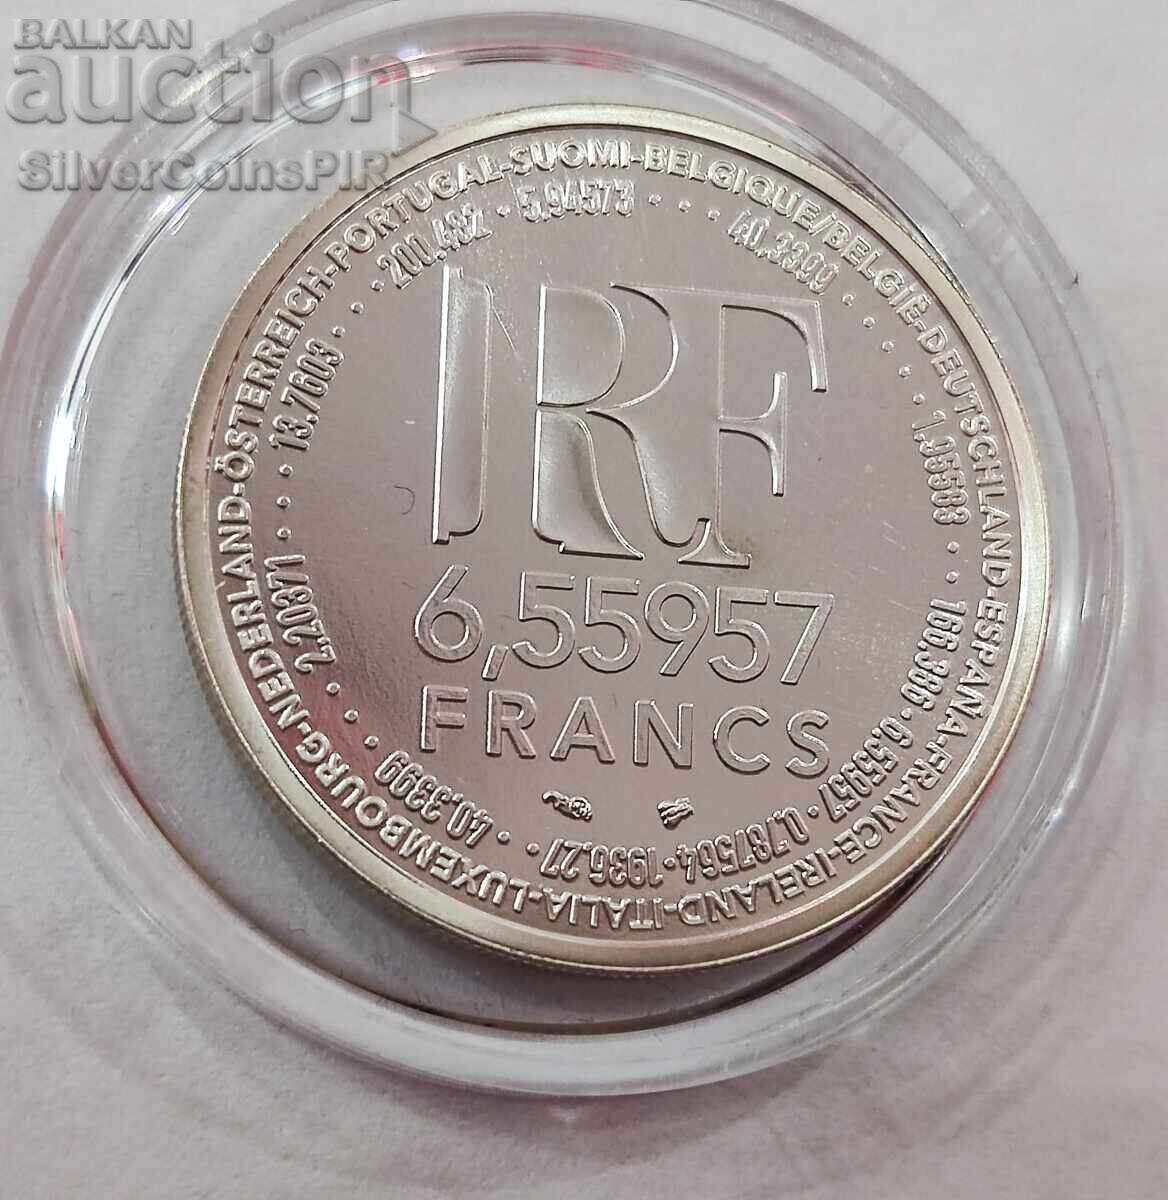 BALKAN
auction
SilverCoinsPIR
BELGIQUE/BELGIË-DEUTSCHLAND-ESPAÑA-FRANCE-IRELAND-ITALIA-LUXEMBOURG-NEDERLAND-ÖSTERREICH-PORTUGAL-SUOMI-
40,3399 · · · 1,95583 · · · 166,386 · 6,55957 · 0,787564 · 1936,27 · · 40,3399 · · · 2,20371 · · · · 13,7603 · · · 200,482 · 5,94573 · · ·
RF
6,55957
FRANCS